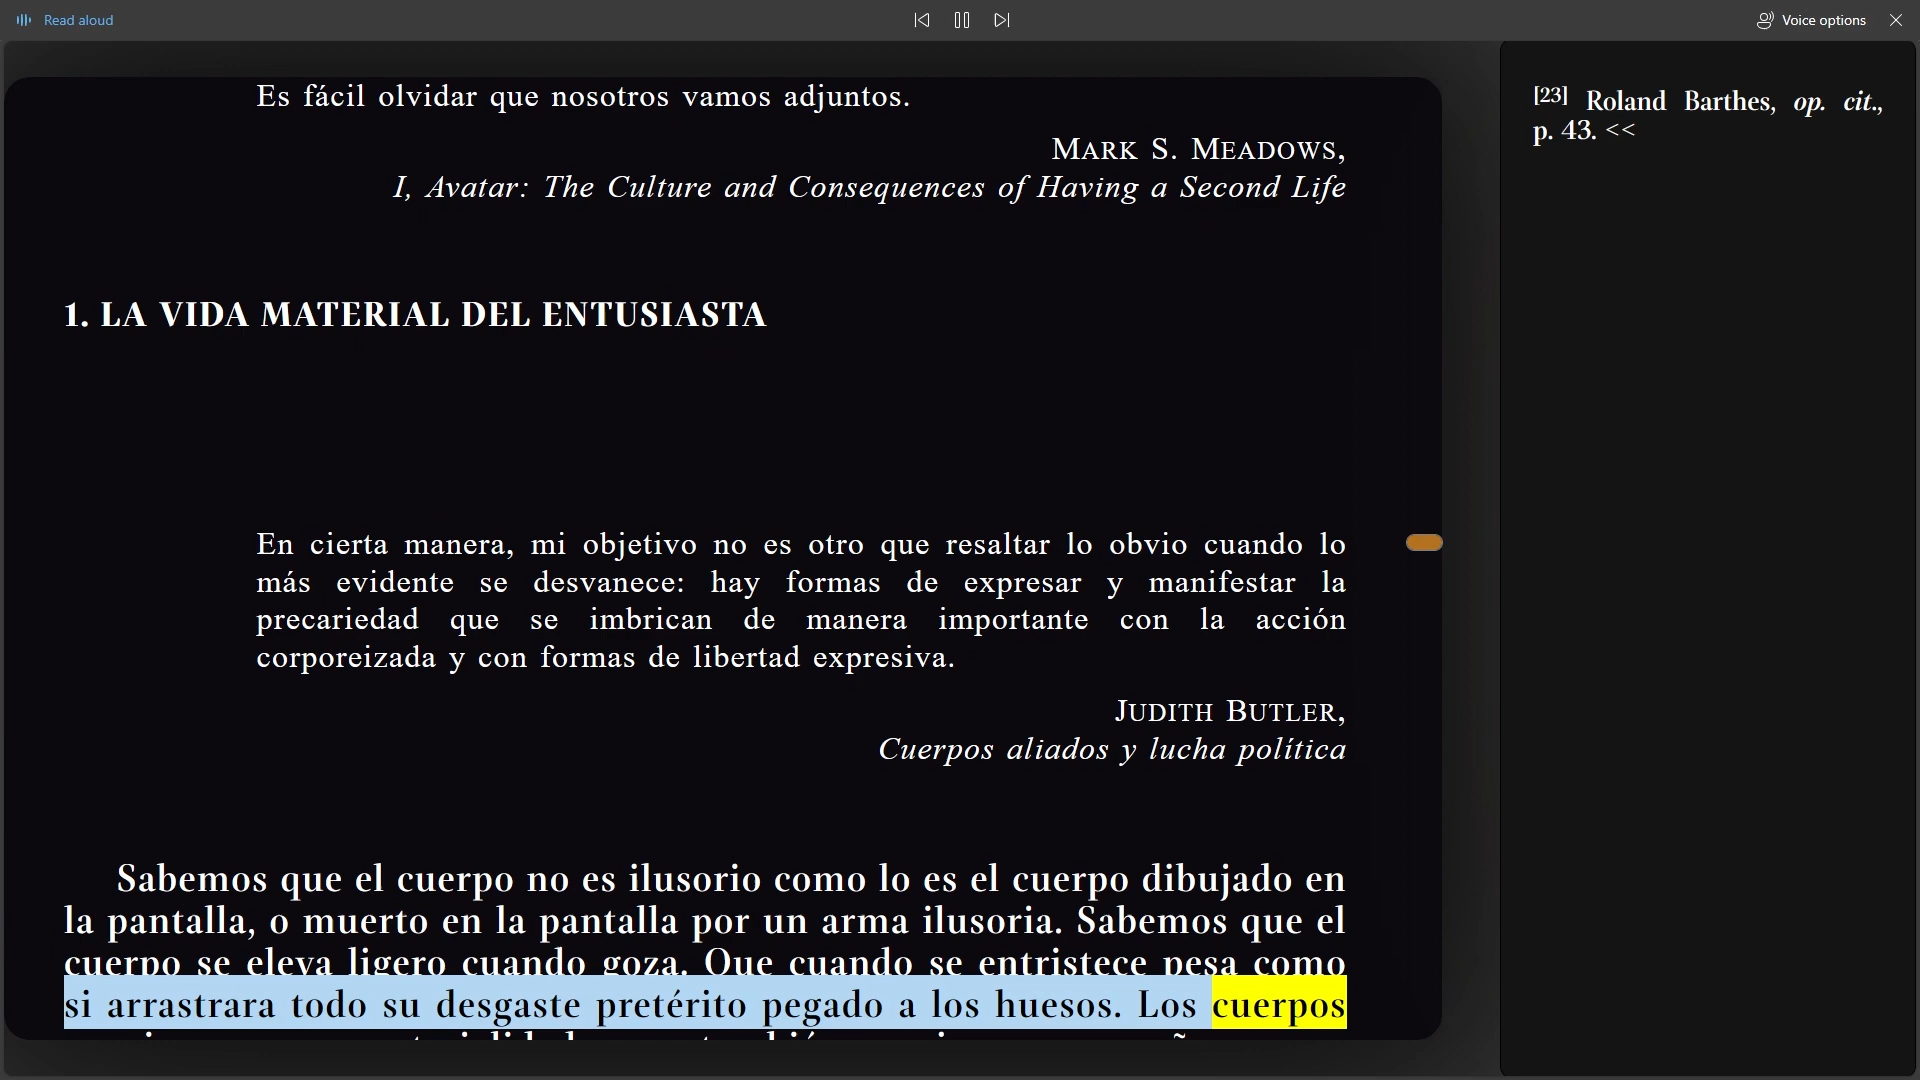 Read aloud
Voice options
Es fácil olvidar que nosotros vamos adjuntos.
MARK S. MEADOWS,
I, Avatar: The Culture and Consequences of Having a Second Life
1. LA VIDA MATERIAL DEL ENTUSIASTA
En cierta manera, mi objetivo no es otro que resaltar lo obvio cuando lo
más evidente se desvanece: hay formas de expresar y manifestar la
precariedad que se imbrican de manera importante con la acción
corporeizada y con formas de libertad expresiva.
JUDITH BUTLER,
Cuerpos aliados y lucha política
Sabemos que el cuerpo no es ilusorio como lo es el cuerpo dibujado en
la pantalla, o muerto en la pantalla por un arma ilusoria. Sabemos que el
cuerpo se eleva ligero cuando goza. Que cuando se entristece pesa como
si arrastrara todo su desgaste pretérito pegado a los huesos. Los cuerpos
[23] Roland Barthes, op. cit.,
p. 43. <<